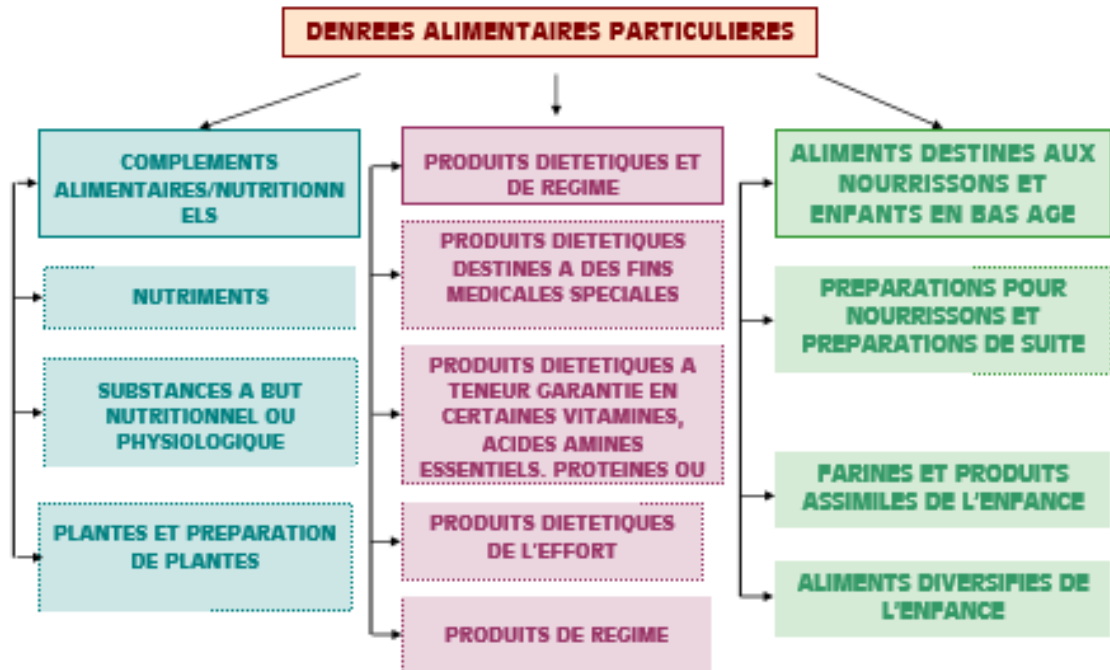 DENREES ALIMENTAIRES PARTICULIERES
COMPLEMENTS
ALIMENTAIRES/NUTRITIONN
ELS
NUTRIMENTS
SUBSTANCES A BUT
NUTRITIONNEL OU
PHYSIOLOGIQUE
PLANTES ET PREPARATION
DE PLANTES
PRODUITS DIETETIQUES ET
DE REGIME
PRODUITS DIETETIQUES
DESTINES A DES FINS
MEDICALES SPECIALES
PRODUITS DIETETIQUES A
TENEUR GARANTIE EN
CERTAINES VITAMINES,
ACIDES AMINES
ESSENTIELS. PROTEINES OU
PRODUITS DIETETIQUES
DE L'EFFORT
PRODUITS DE REGIME
ALIMENTS DESTINES AUX
NOURRISSONS ET
ENFANTS EN BAS AGE
PREPARATIONS POUR
NOURRISSONS ET
PREPARATIONS DE SUITE
FARINES ET PRODUITS
ASSIMILES DE L'ENFANCE
ALIMENTS DIVERSIFIES DE
L'ENFANCE